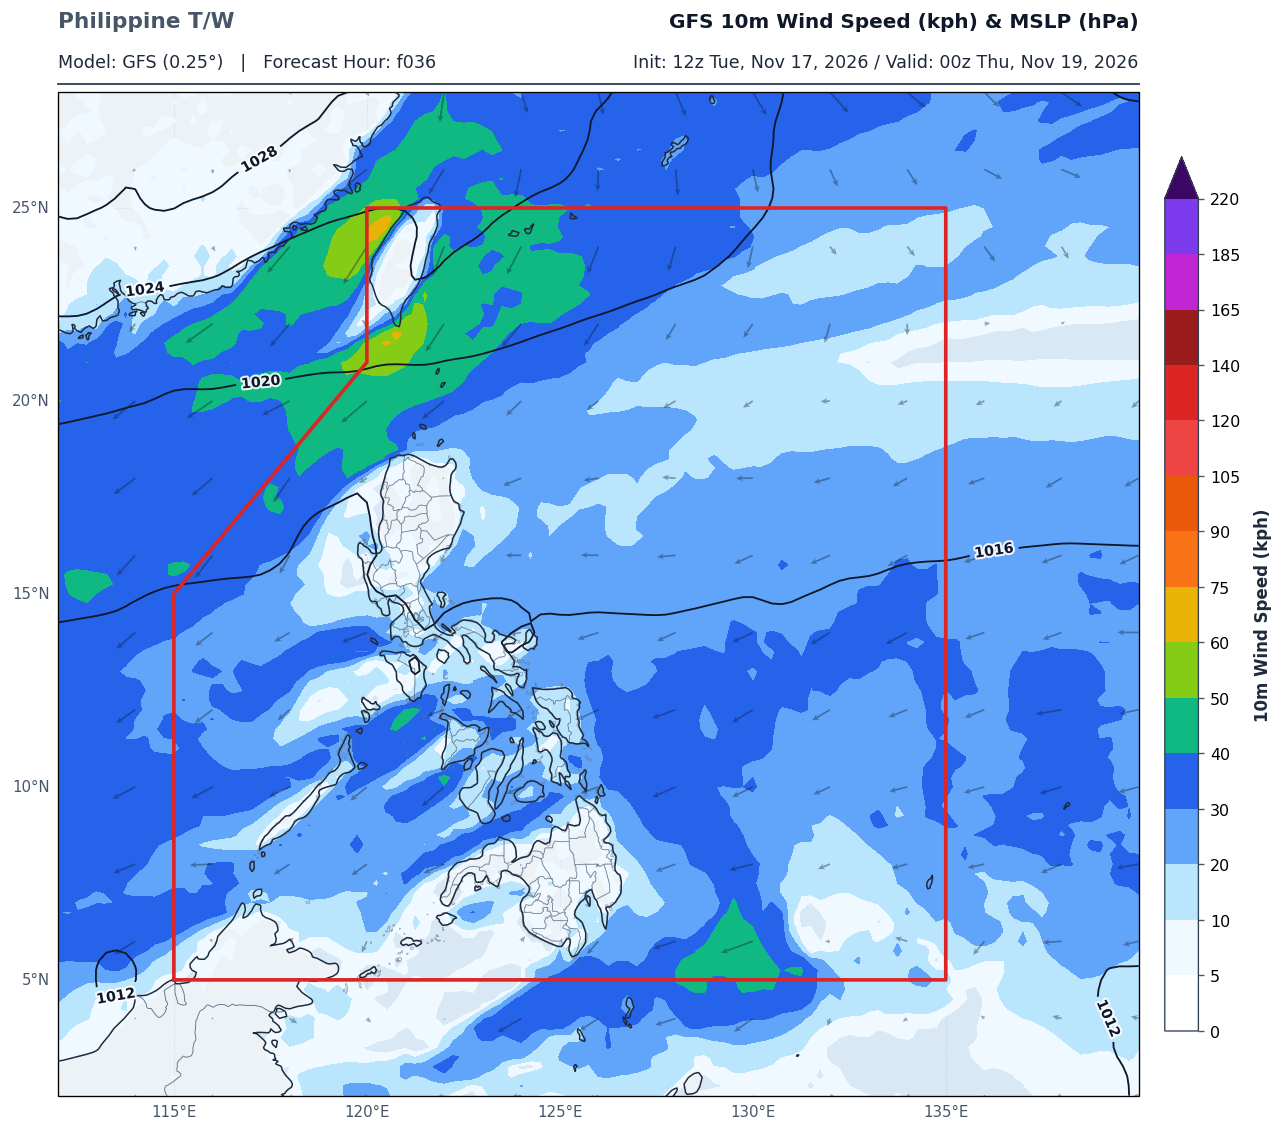 Philippine T/W
GFS 10m Wind Speed (kph) & MSLP (hPa)
Model: GFS (0.25°)   |   Forecast Hour: f036
Init: 12z Tue, Nov 17, 2026 / Valid: 00z Thu, Nov 19, 2026
1028
1024
1020
1016
1012
1012
25°N
20°N
15°N
10°N
5°N
115°E
120°E
125°E
130°E
135°E
220
185
165
140
120
105
90
75
60
50
40
30
20
10
5
0
10m Wind Speed (kph)